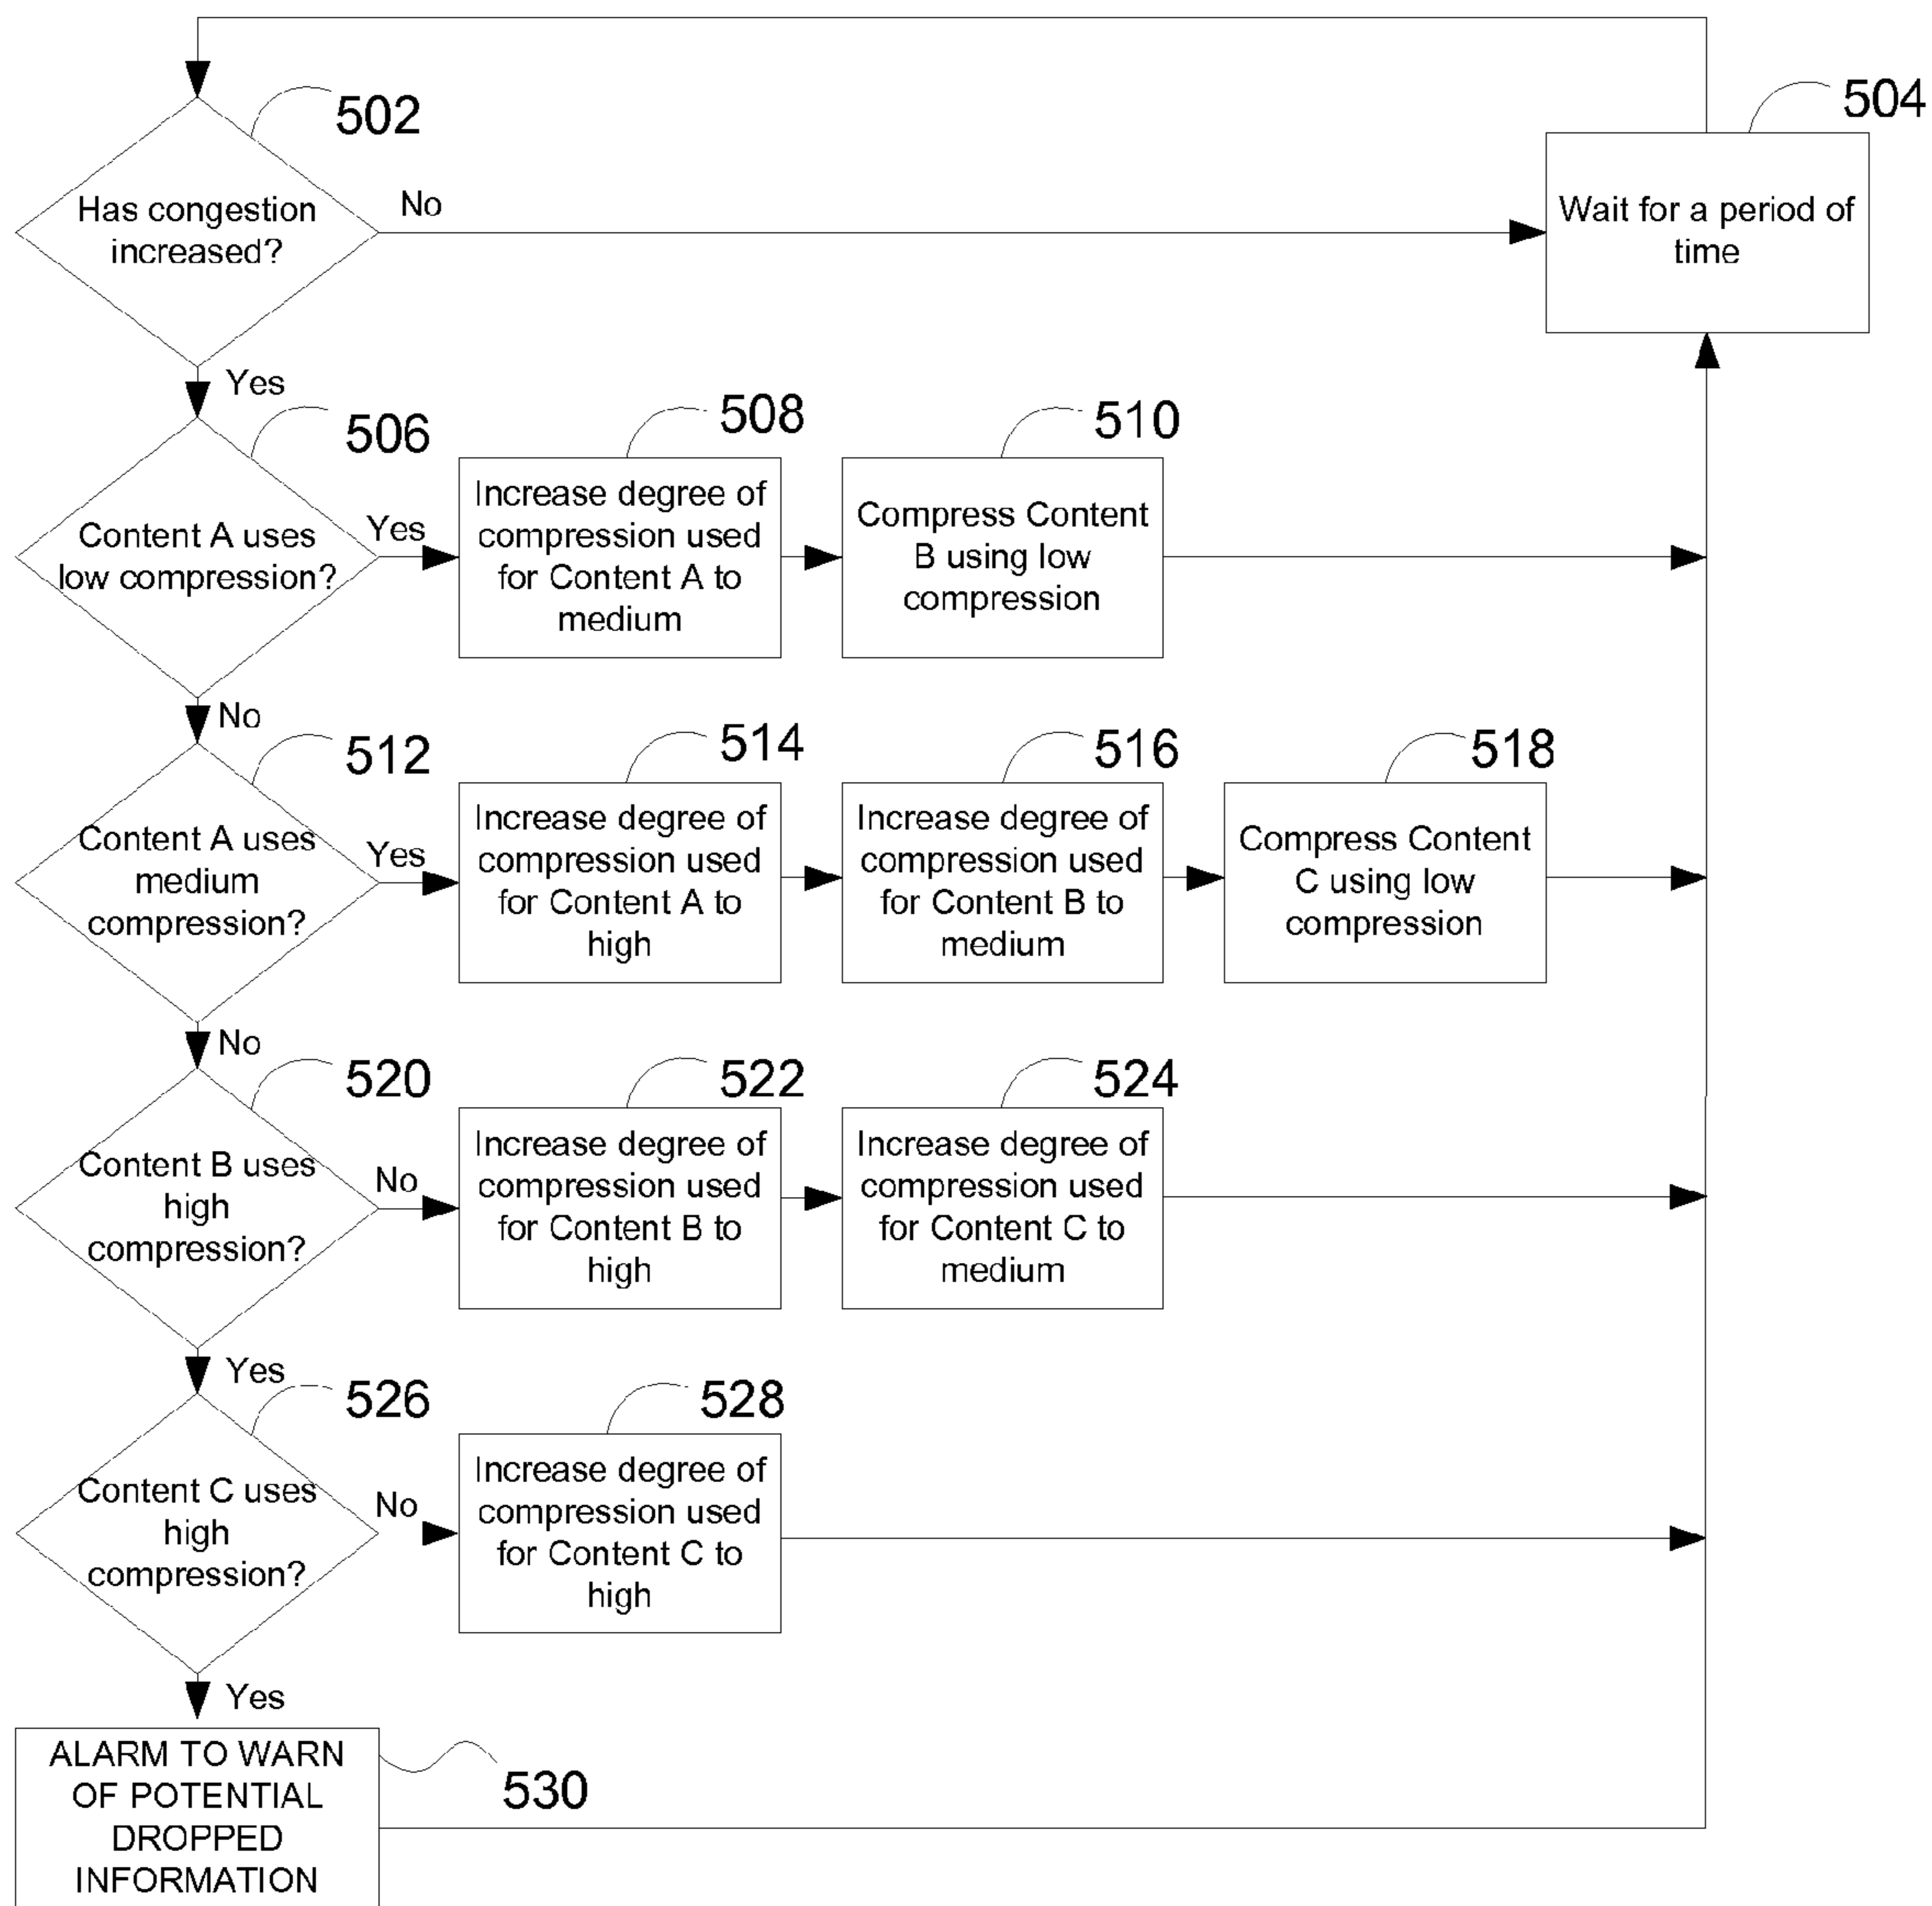 502
504
Has congestion
increased?
No
Wait for a period of
time
Yes
506
508
510
Content A uses
low compression?
Yes
Increase degree of
compression used
for Content A to
medium
Compress Content
B using low
compression
No
512
514
516
518
Content A uses
medium
compression?
Yes
Increase degree of
compression used
for Content A to
high
Increase degree of
compression used
for Content B to
medium
Compress Content
C using low
compression
No
520
522
524
Content B uses
high
compression?
No
Increase degree of
compression used
for Content B to
high
Increase degree of
compression used
for Content C to
medium
Yes
526
528
Content C uses
high
compression?
No
Increase degree of
compression used
for Content C to
high
Yes
ALARM TO WARN
OF POTENTIAL
DROPPED
INFORMATION
530